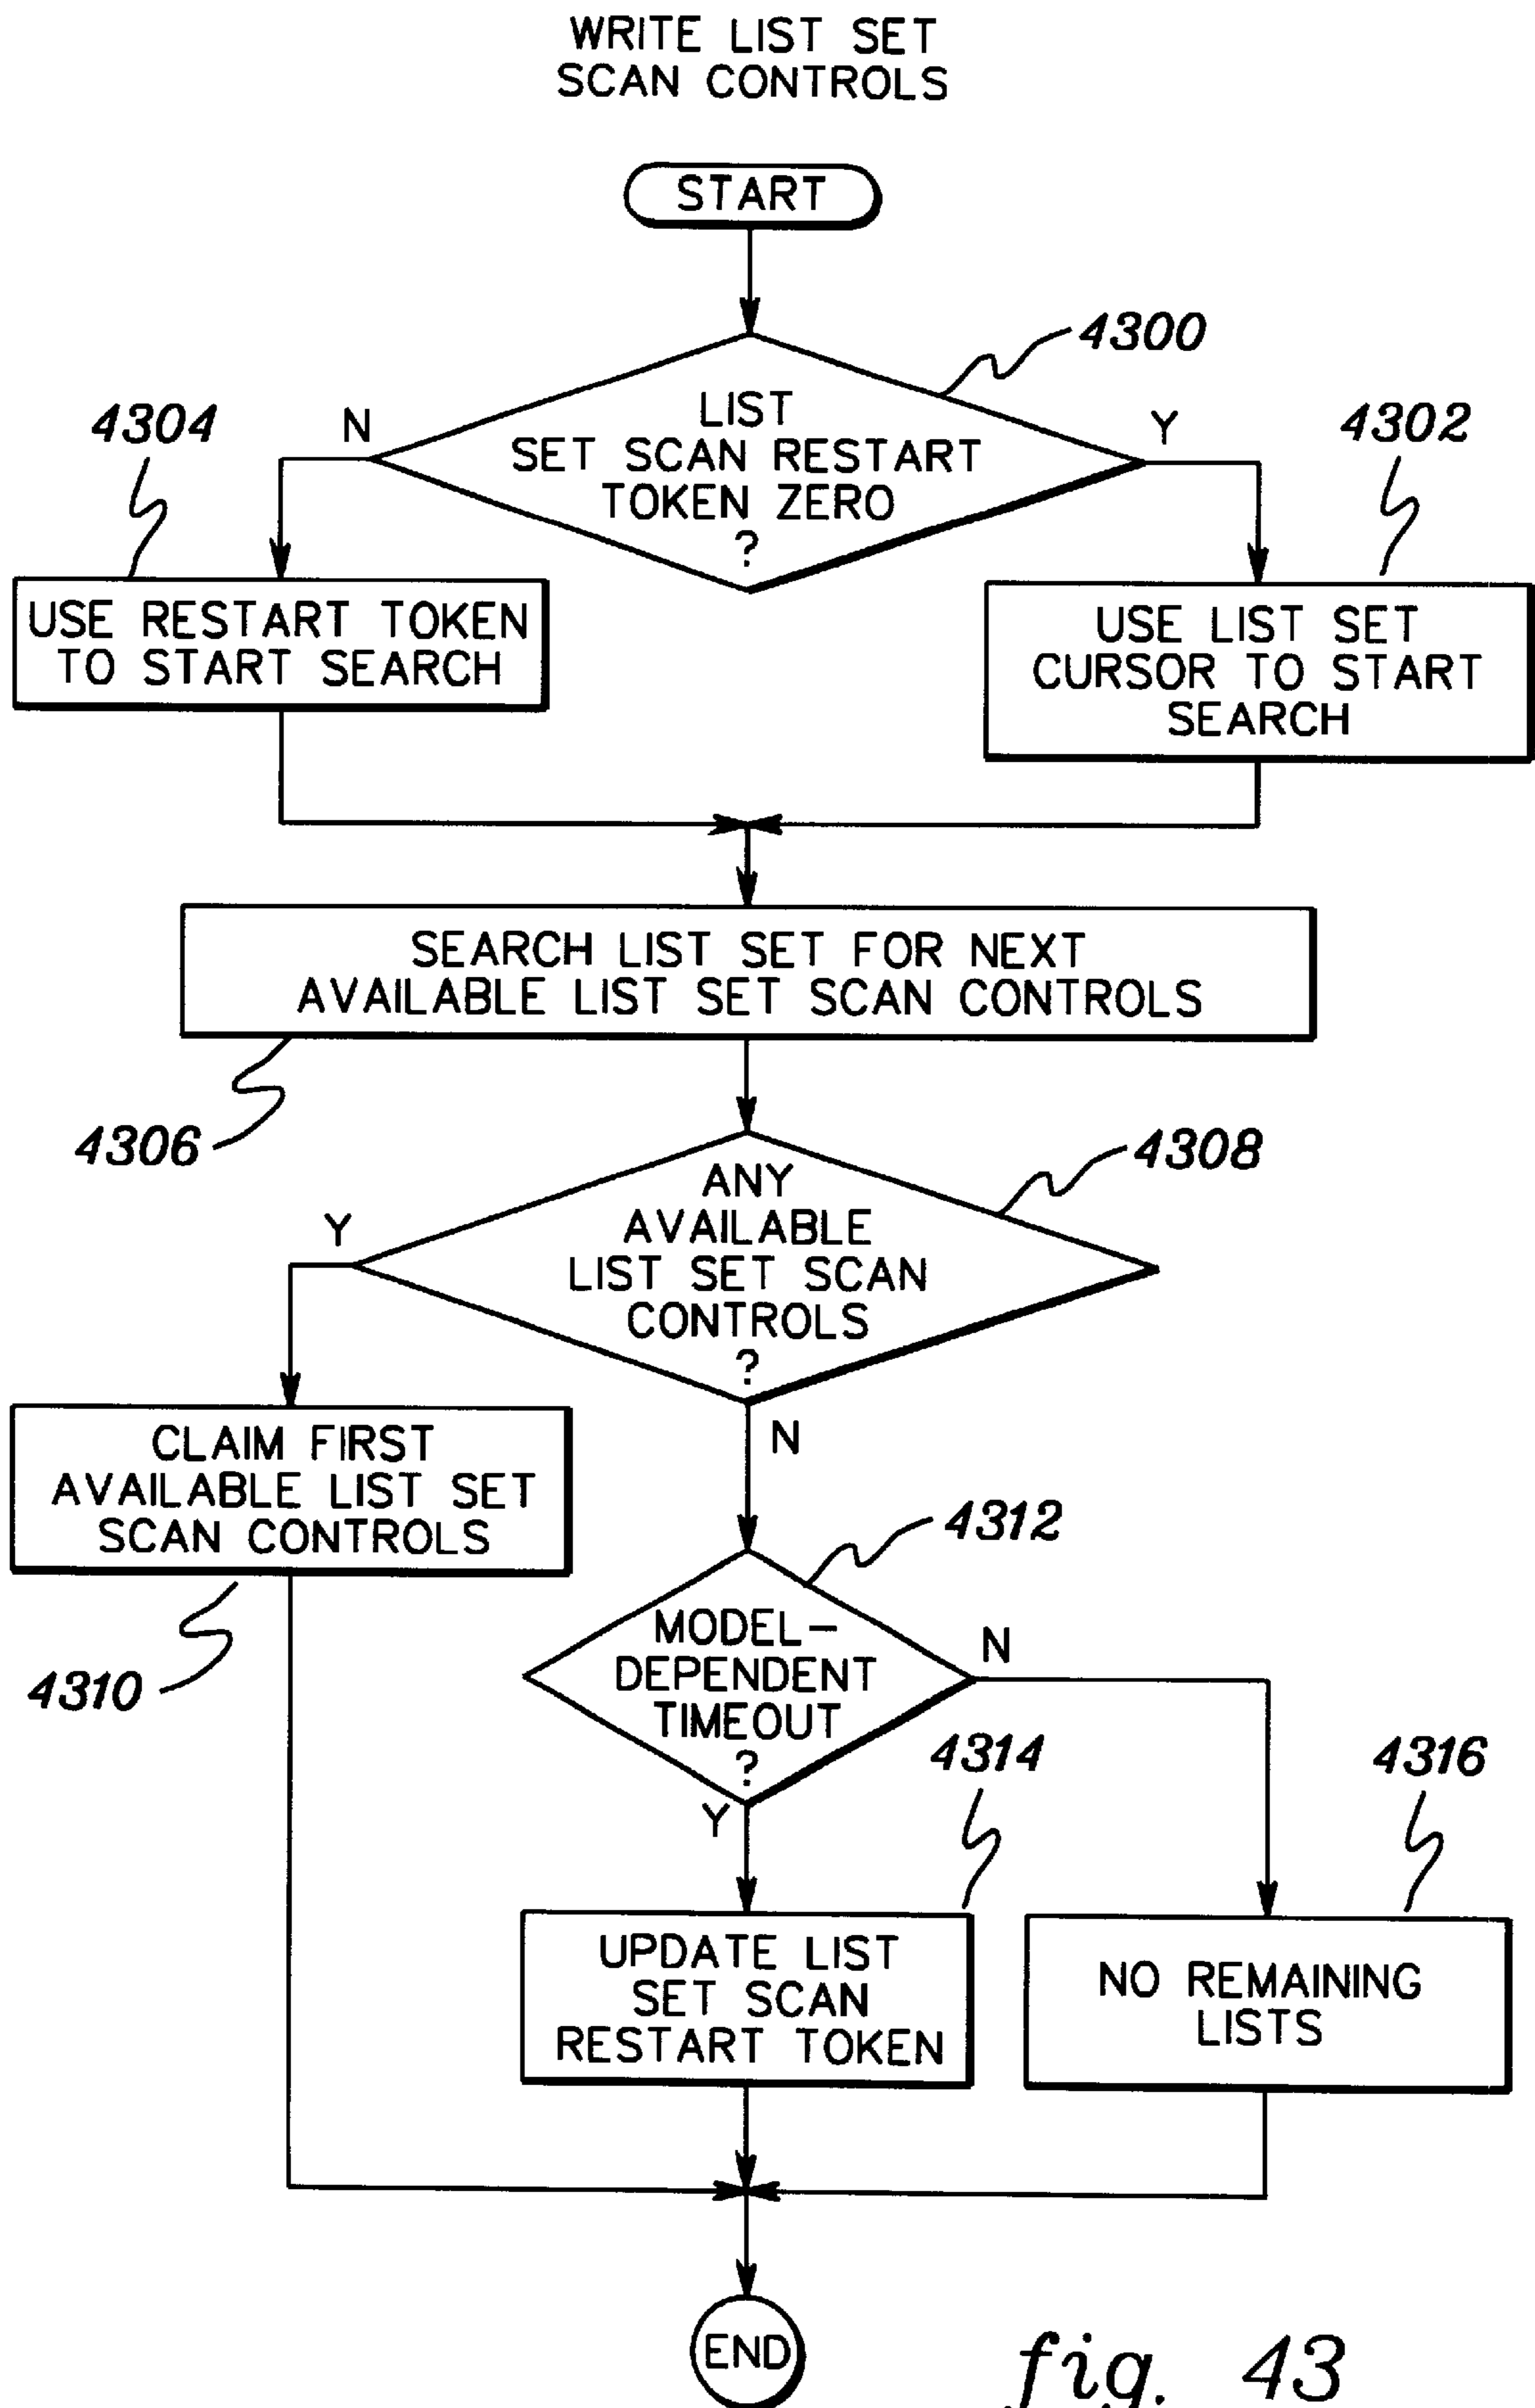 WRITE LIST SET
SCAN CONTROLS
START
4300
LIST
SET SCAN RESTART
TOKEN ZERO
?
N
Y
4304
4302
USE RESTART TOKEN
TO START SEARCH
USE LIST SET
CURSOR TO START
SEARCH
SEARCH LIST SET FOR NEXT
AVAILABLE LIST SET SCAN CONTROLS
4306
4308
ANY
AVAILABLE
LIST SET SCAN
CONTROLS
?
Y
N
CLAIM FIRST
AVAILABLE LIST SET
SCAN CONTROLS
4310
4312
MODEL-
DEPENDENT
TIMEOUT
?
N
Y
4314
4316
UPDATE LIST
SET SCAN
RESTART TOKEN
NO REMAINING
LISTS
END
fig. 43